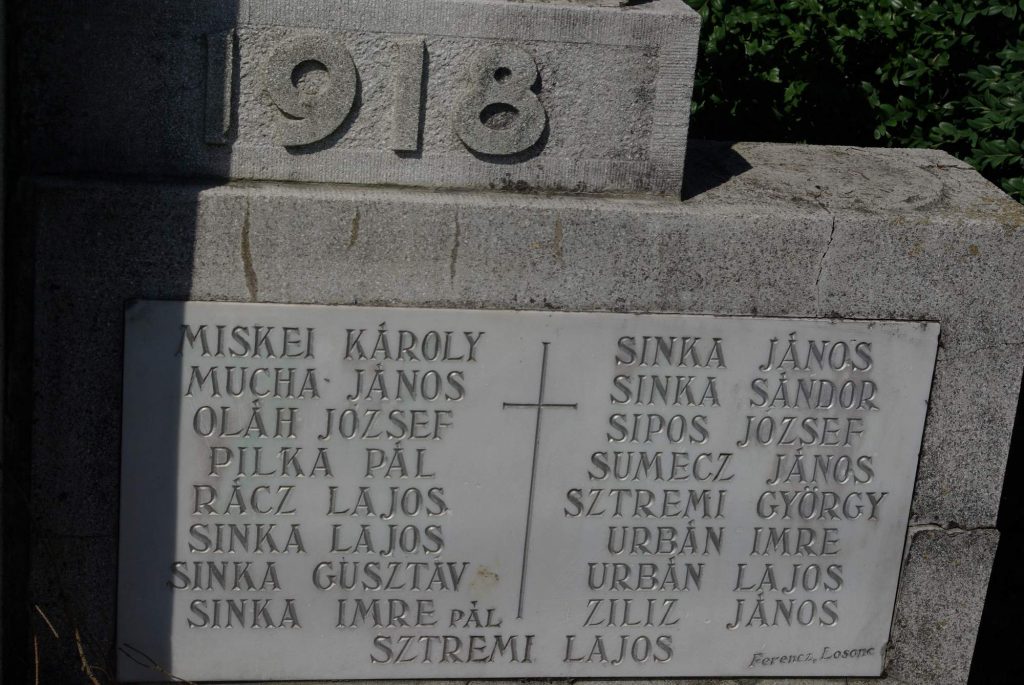 1918
MISKEI KÁROLY
MUCHA JÁNOS
OLÁH JÓZSEF
PILKA PÁL
RÁCZ LAJOS
SINKA LAJOS
SINKA GUSZTÁV
SINKA IMRE PÁL
SINKA JÁNOS
SINKA SÁNDOR
SIPOS JOZSEF
SUMECZ JÁNOS
SZTREMI GYÖRGY
URBÁN IMRE
URBÁN LAJOS
ZILIZ JÁNOS
SZTREMI LAJOS
Ferencz, Losonc